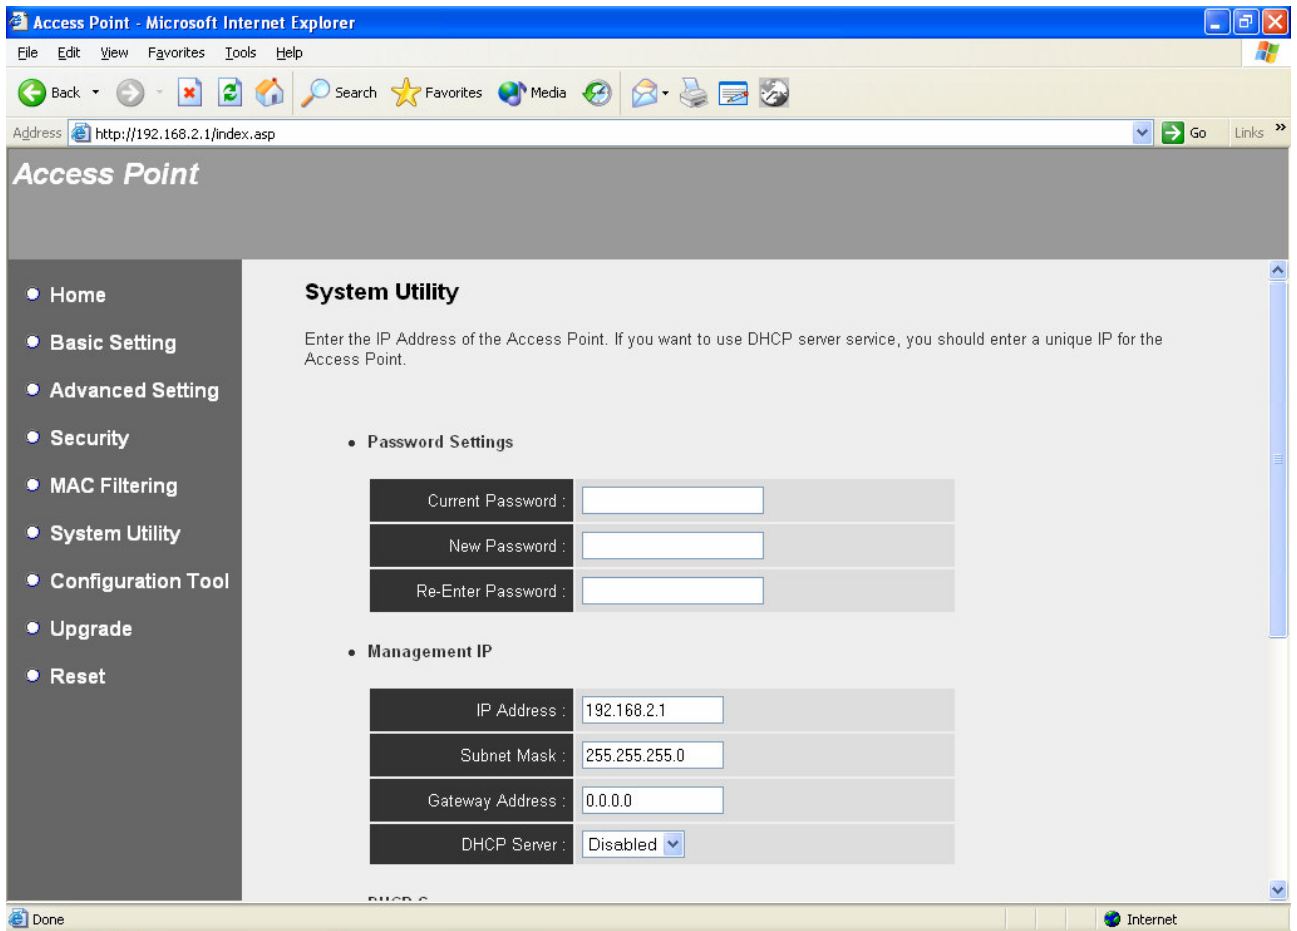 Access Point - Microsoft Internet Explorer
File Edit View Favorites Tools Help
Back Search Favorites Media
Address http://192.168.2.1/index.asp Go Links »
Access Point
Home
Basic Setting
Advanced Setting
Security
MAC Filtering
System Utility
Configuration Tool
Upgrade
Reset
System Utility
Enter the IP Address of the Access Point. If you want to use DHCP server service, you should enter a unique IP for the
Access Point.
• Password Settings
Current Password :
New Password :
Re-Enter Password :
• Management IP
IP Address : 192.168.2.1
Subnet Mask : 255.255.255.0
Gateway Address : 0.0.0.0
DHCP Server : Disabled
Done Internet